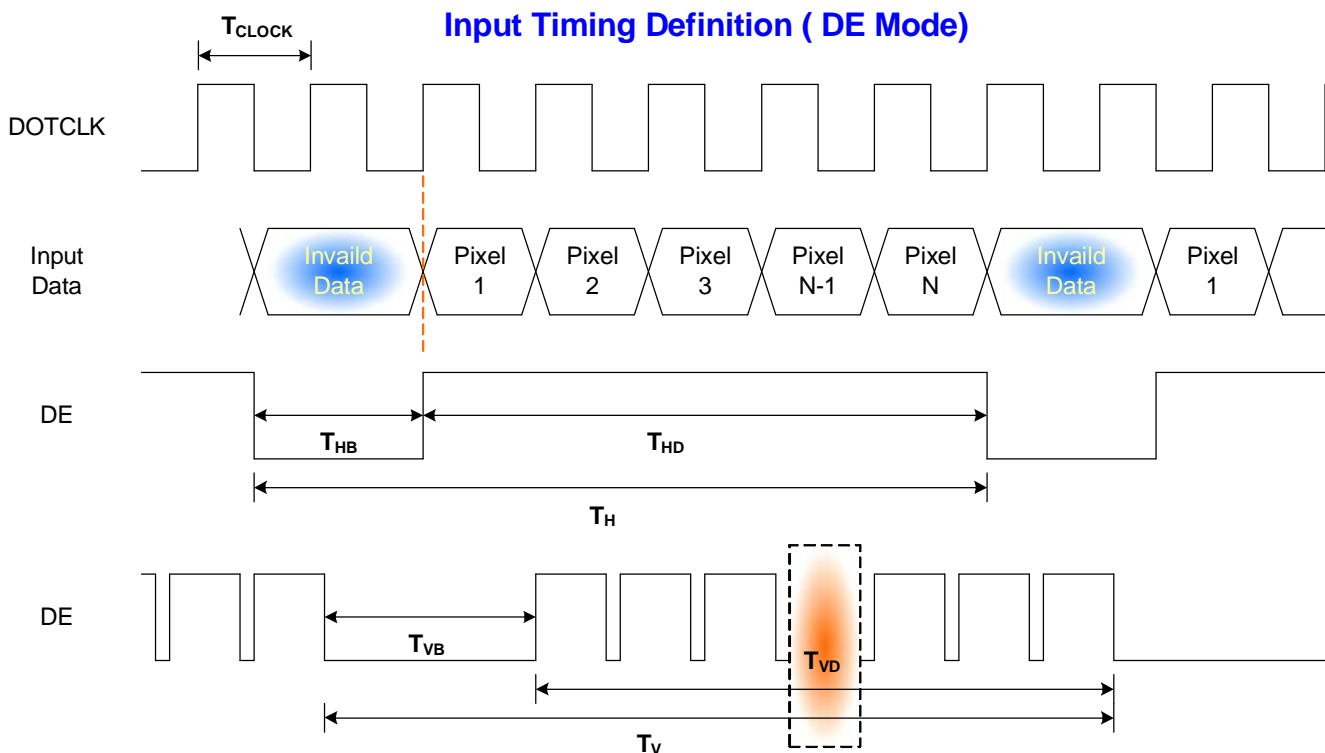 Input Timing Definition ( DE Mode)
TCLOCK
DOTCLK
Input
Data
Invaild
Data
Pixel
1
Pixel
2
Pixel
3
Pixel
N-1
Pixel
N
Invaild
Data
Pixel
1
DE
THB
THD
TH
DE
TVB
TVD
TV